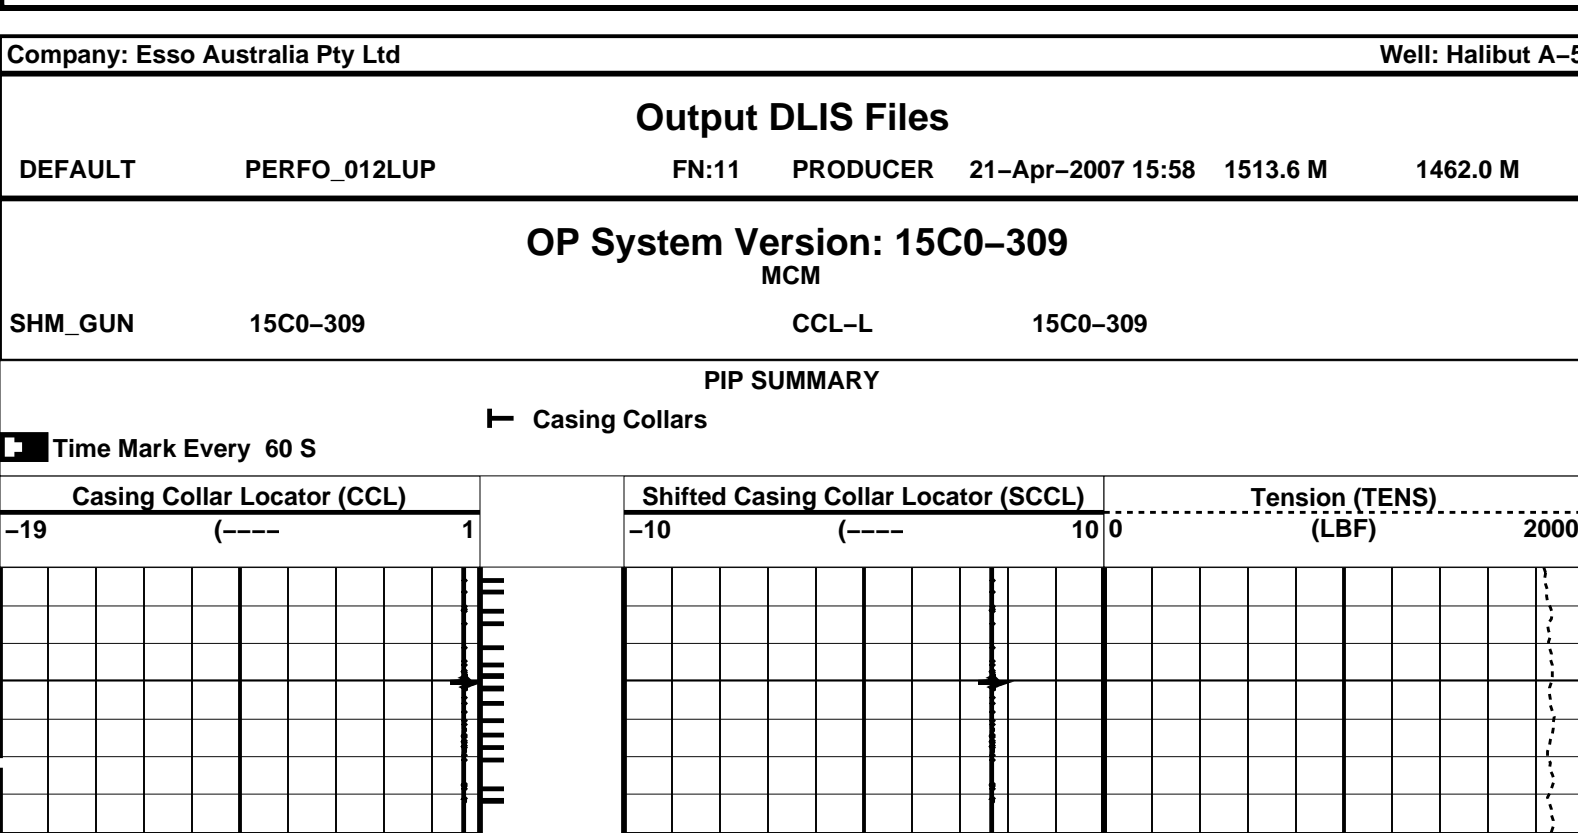 Company: Esso Australia Pty Ltd Well: Halibut A−5
Output DLIS Files
DEFAULT PERFO_012LUP FN:11 PRODUCER 21−Apr−2007 15:58 1513.6 M 1462.0 M
OP System Version: 15C0−309
MCM
SHM_GUN 15C0−309 CCL−L 15C0−309
PIP SUMMARY
Casing Collars
Time Mark Every 60 S
Casing Collar Locator (CCL) Shifted Casing Collar Locator (SCCL) Tension (TENS)
−19 (−−−− 1 −10 (−−−− 10 0 (LBF) 2000